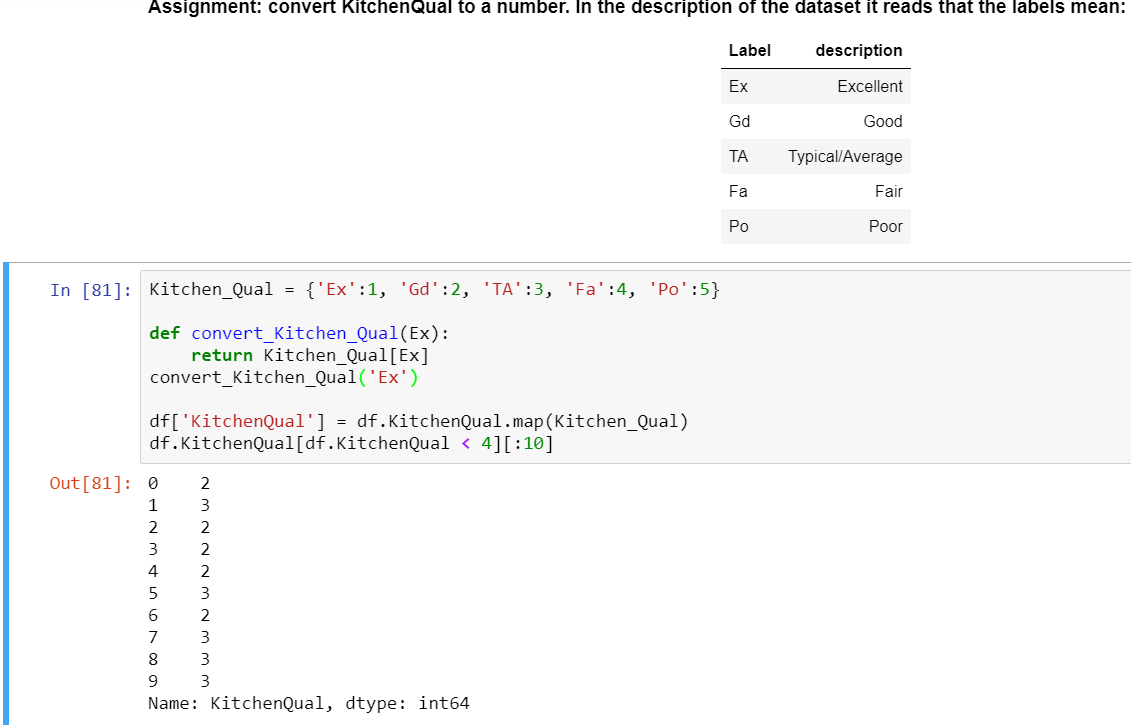 Assignment: convert KitchenQual to a number. In the description of the dataset it reads that the labels mean:
Label description
Ex Excellent
Gd Good
TA Typical/Average
Fa Fair
Po Poor
In [81]: Kitchen_Qual = {'Ex':1, 'Gd':2, 'TA':3, 'Fa':4, 'Po':5}
def convert_Kitchen_Qual(Ex):
    return Kitchen_Qual[Ex]
convert_Kitchen_Qual('Ex')
df['KitchenQual'] = df.KitchenQual.map(Kitchen_Qual)
df.KitchenQual[df.KitchenQual < 4][:10]
Out[81]: 0 2
1 3
2 2
3 2
4 2
5 3
6 2
7 3
8 3
9 3
Name: KitchenQual, dtype: int64